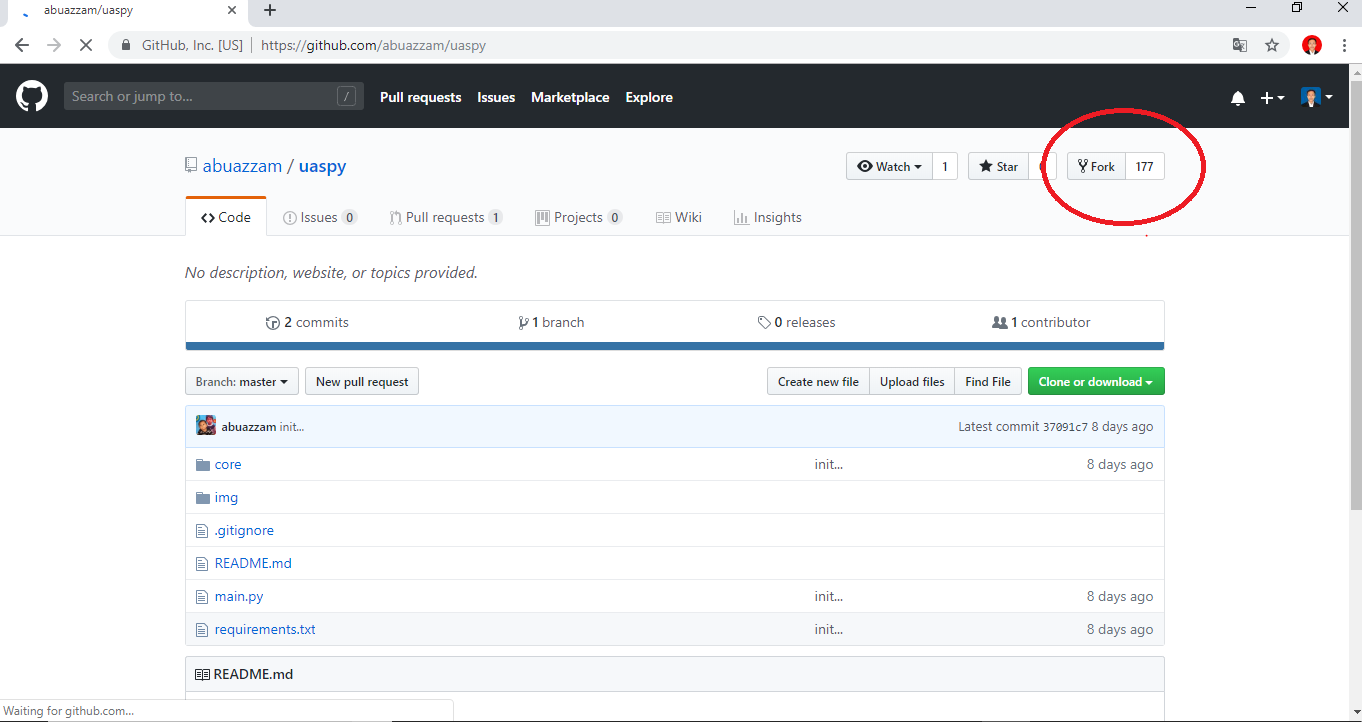 abuazzam/uaspy
GitHub, Inc. [US] | https://github.com/abuazzam/uaspy
Search or jump to... / Pull requests Issues Marketplace Explore
abuazzam / uaspy Watch 1 Star Fork 177
Code Issues 0 Pull requests 1 Projects 0 Wiki Insights
No description, website, or topics provided.
2 commits 1 branch 0 releases 1 contributor
Branch: master New pull request Create new file Upload files Find File Clone or download
abuazzam init... Latest commit 37091c7 8 days ago
core init... 8 days ago
img
.gitignore
README.md
main.py init... 8 days ago
requirements.txt init... 8 days ago
README.md
Waiting for github.com...